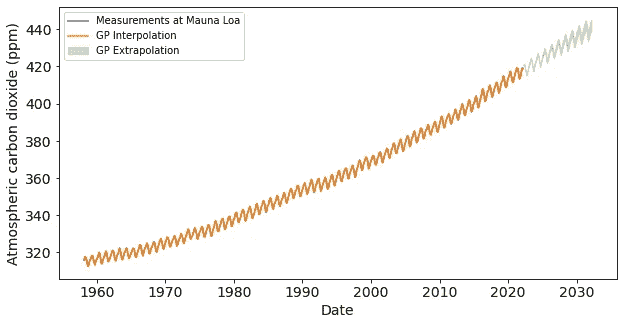 Measurements at Mauna Loa
GP Interpolation
GP Extrapolation
Atmospheric carbon dioxide (ppm)
440
420
400
380
360
340
320
1960 1970 1980 1990 2000 2010 2020 2030
Date